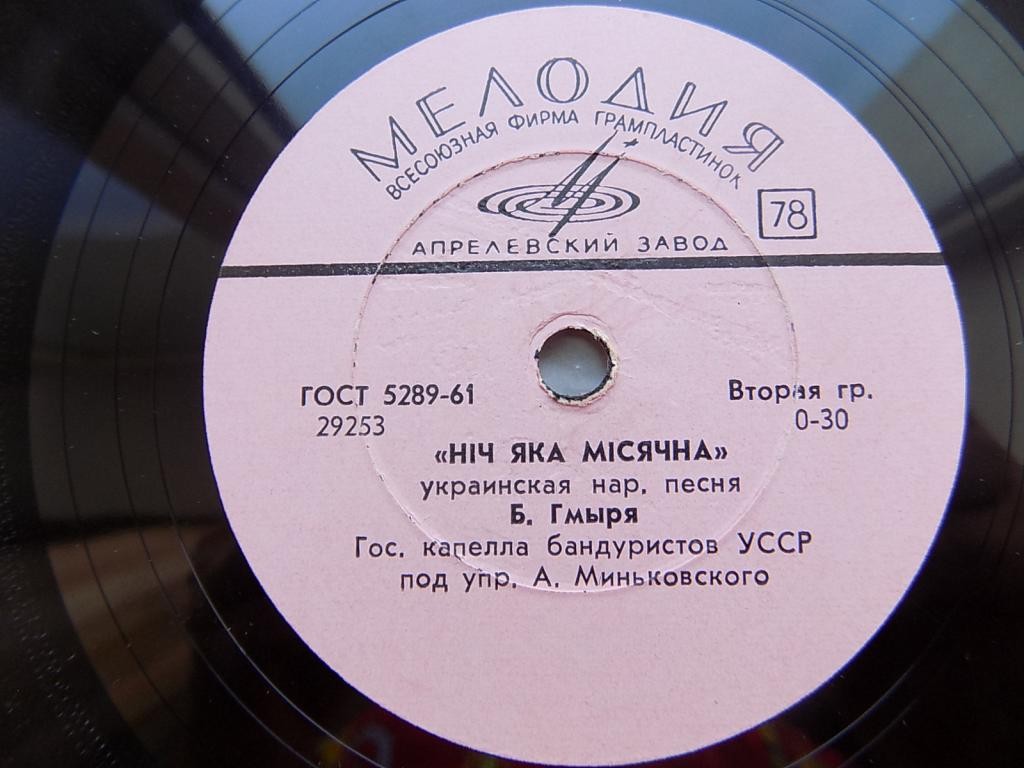 МЕЛОДИЯ
ВСЕСОЮЗНАЯ ФИРМА ГРАМПЛАСТИНОК
78
АПРЕЛЕВСКИЙ ЗАВОД
ГОСТ 5289-61
29253
Вторая гр.
0-30
«НІЧ ЯКА МІСЯЧНА»
украинская нар. песня
Б. Гмыря
Гос. капелла бандуристов УССР
под упр. А. Миньковского